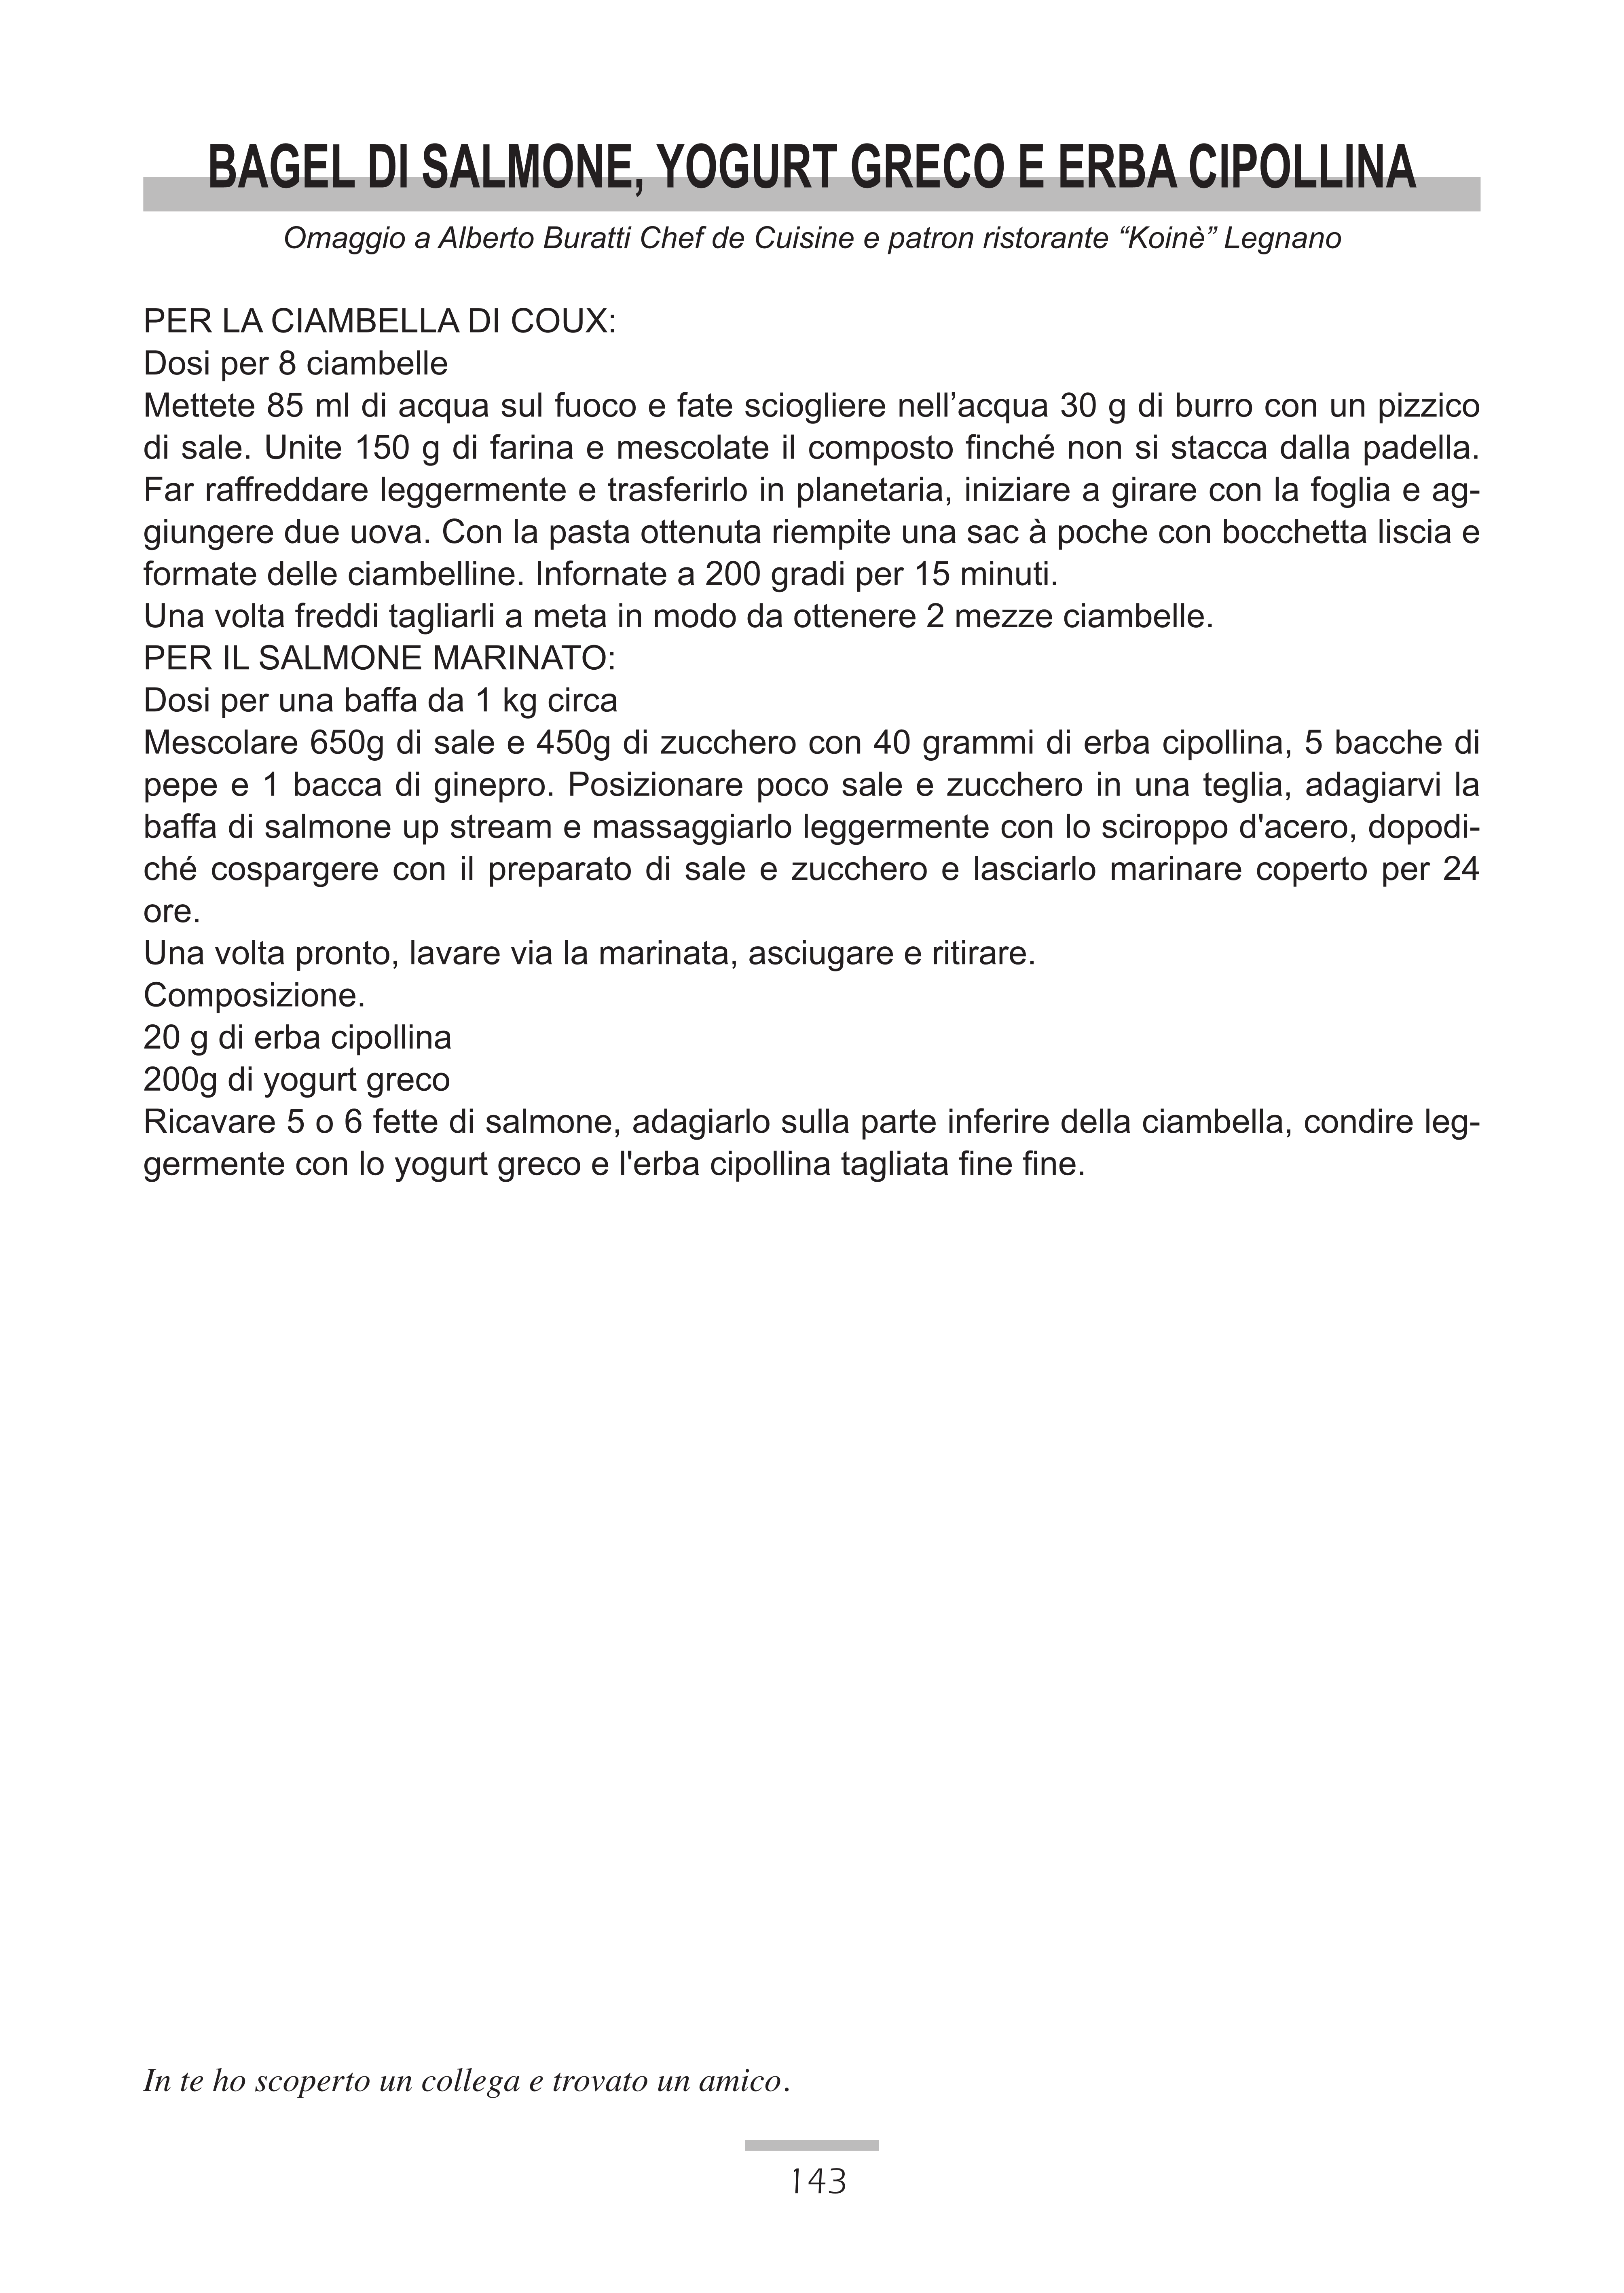 BAGEL DI SALMONE, YOGURT GRECO E ERBA CIPOLLINA
Omaggio a Alberto Buratti Chef de Cuisine e patron ristorante “Koinè” Legnano
PER LA CIAMBELLA DI COUX:
Dosi per 8 ciambelle
Mettete 85 ml di acqua sul fuoco e fate sciogliere nell’acqua 30 g di burro con un pizzico
di sale. Unite 150 g di farina e mescolate il composto finché non si stacca dalla padella.
Far raffreddare leggermente e trasferirlo in planetaria, iniziare a girare con la foglia e ag-
giungere due uova. Con la pasta ottenuta riempite una sac à poche con bocchetta liscia e
formate delle ciambelline. Infornate a 200 gradi per 15 minuti.
Una volta freddi tagliarli a meta in modo da ottenere 2 mezze ciambelle.
PER IL SALMONE MARINATO:
Dosi per una baffa da 1 kg circa
Mescolare 650g di sale e 450g di zucchero con 40 grammi di erba cipollina, 5 bacche di
pepe e 1 bacca di ginepro. Posizionare poco sale e zucchero in una teglia, adagiarvi la
baffa di salmone up stream e massaggiarlo leggermente con lo sciroppo d'acero, dopodi-
ché cospargere con il preparato di sale e zucchero e lasciarlo marinare coperto per 24
ore.
Una volta pronto, lavare via la marinata, asciugare e ritirare.
Composizione.
20 g di erba cipollina
200g di yogurt greco
Ricavare 5 o 6 fette di salmone, adagiarlo sulla parte inferire della ciambella, condire leg-
germente con lo yogurt greco e l'erba cipollina tagliata fine fine.
In te ho scoperto un collega e trovato un amico.
143